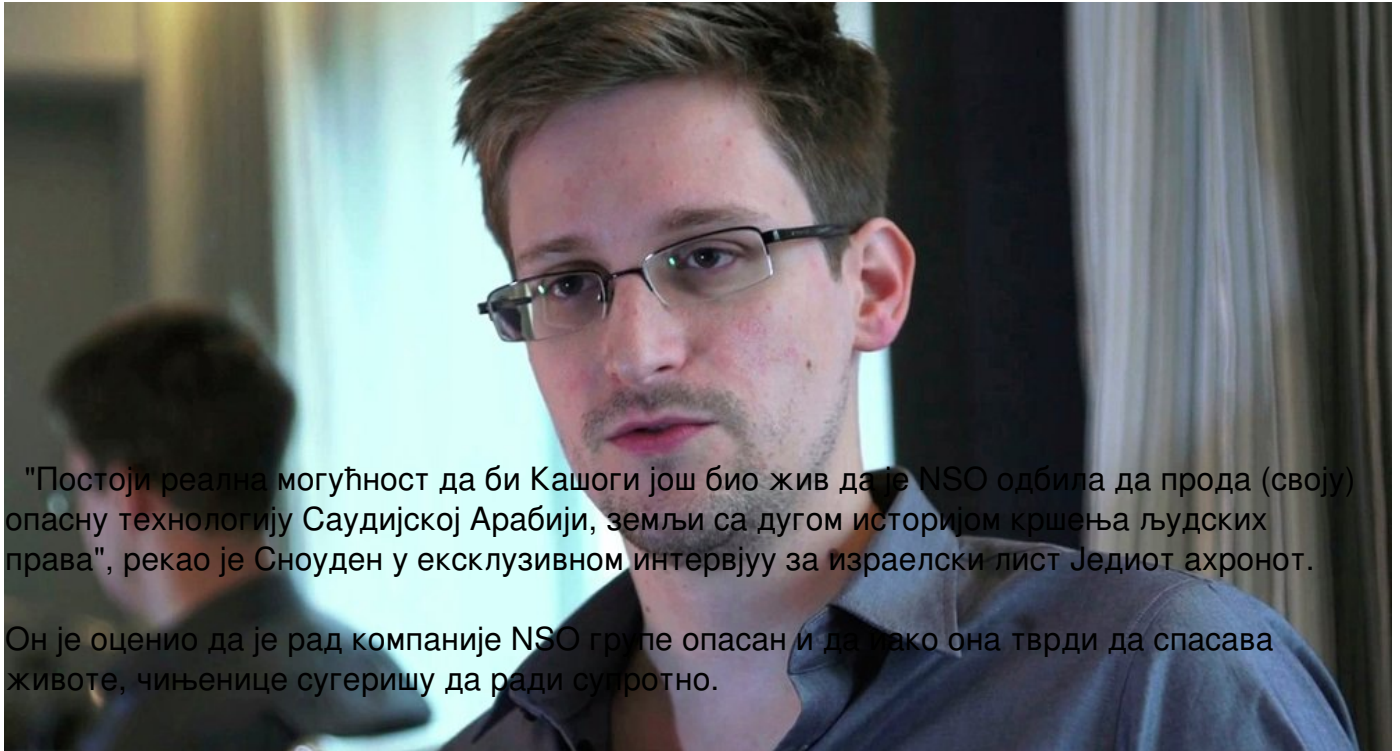 "Постоји реална могућност да би Кашоги још био жив да је NSO одбила да прода (своју)
опасну технологију Саудијској Арабији, земљи са дугом историјом кршења људских
права", рекао је Сноуден у ексклузивном интервјуу за израелски лист Једиот ахронот.
Он је оценио да је рад компаније NSO групе опасан и да иако она тврди да спасава
животе, чињенице сугеришу да ради супротно.